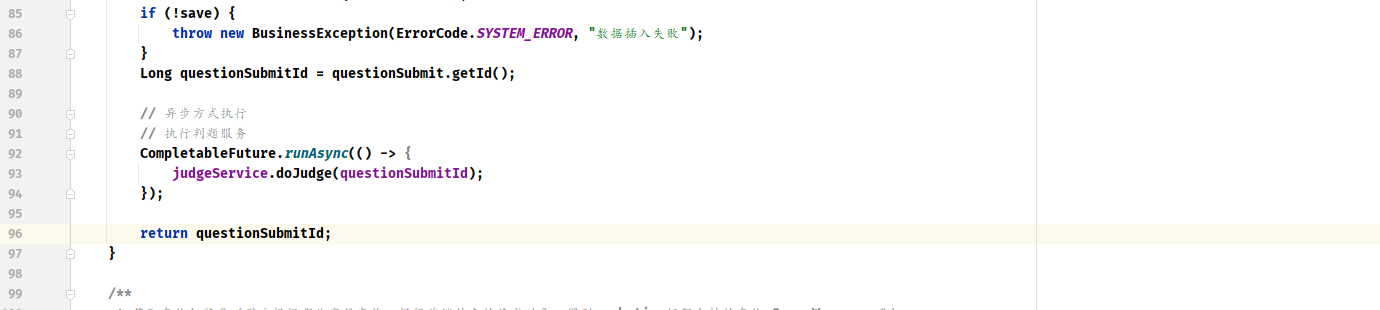 85 if (!save) {
86 throw new BusinessException(ErrorCode.SYSTEM_ERROR, "数据插入失败");
87 }
88 Long questionSubmitId = questionSubmit.getId();
89
90 // 异步方式执行
91 // 执行判题服务
92 CompletableFuture.runAsync(() -> {
93 judgeService.doJudge(questionSubmitId);
94 });
95
96 return questionSubmitId;
97 }
98
99 /**